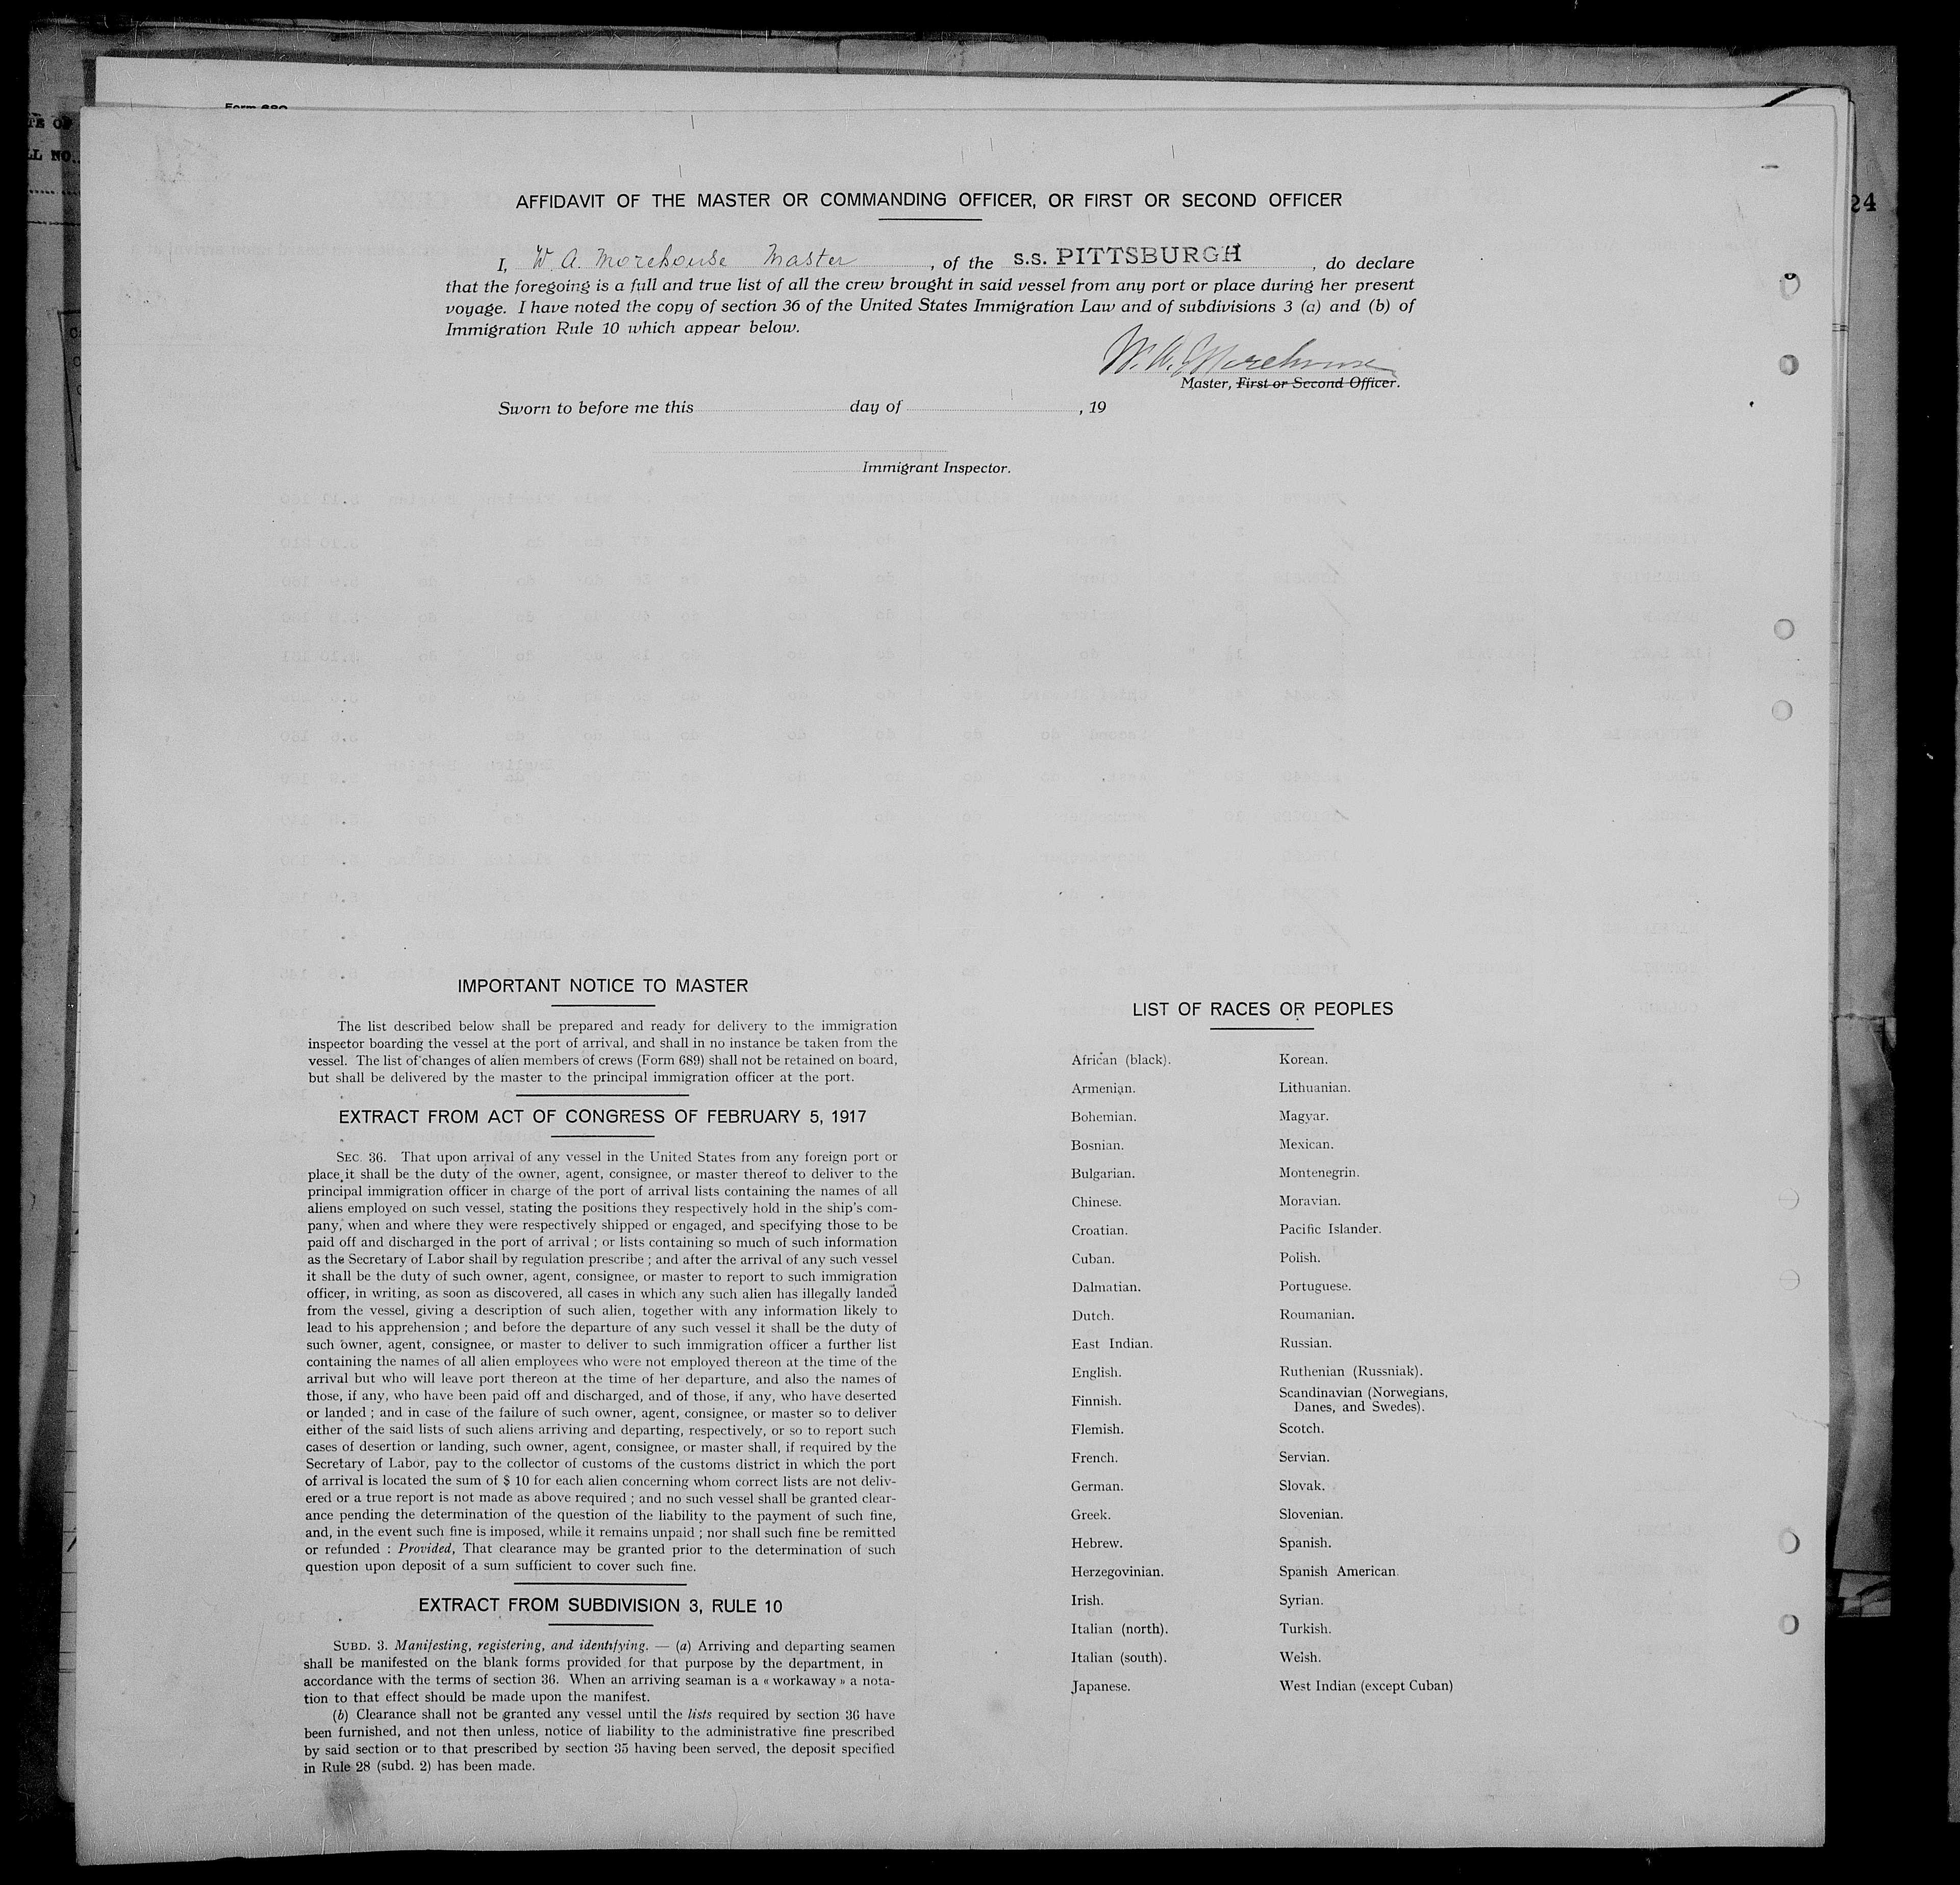 Form 689
TE OF
LL NO.
24
AFFIDAVIT OF THE MASTER OR COMMANDING OFFICER, OR FIRST OR SECOND OFFICER
I, W. A. Morehouse Master, of the S.S. PITTSBURGH, do declare
that the foregoing is a full and true list of all the crew brought in said vessel from any port or place during her present
voyage. I have noted the copy of section 36 of the United States Immigration Law and of subdivisions 3 (a) and (b) of
Immigration Rule 10 which appear below.
W. A. Morehouse
Master, First or Second Officer.
Sworn to before me this day of , 19
Immigrant Inspector.
IMPORTANT NOTICE TO MASTER
The list described below shall be prepared and ready for delivery to the immigration
inspector boarding the vessel at the port of arrival, and shall in no instance be taken from the
vessel. The list of changes of alien members of crews (Form 689) shall not be retained on board,
but shall be delivered by the master to the principal immigration officer at the port.
EXTRACT FROM ACT OF CONGRESS OF FEBRUARY 5, 1917
SEC. 36. That upon arrival of any vessel in the United States from any foreign port or
place it shall be the duty of the owner, agent, consignee, or master thereof to deliver to the
principal immigration officer in charge of the port of arrival lists containing the names of all
aliens employed on such vessel, stating the positions they respectively hold in the ship's com-
pany, when and where they were respectively shipped or engaged, and specifying those to be
paid off and discharged in the port of arrival ; or lists containing so much of such information
as the Secretary of Labor shall by regulation prescribe ; and after the arrival of any such vessel
it shall be the duty of such owner, agent, consignee, or master to report to such immigration
officer, in writing, as soon as discovered, all cases in which any such alien has illegally landed
from the vessel, giving a description of such alien, together with any information likely to
lead to his apprehension ; and before the departure of any such vessel it shall be the duty of
such owner, agent, consignee, or master to deliver to such immigration officer a further list
containing the names of all alien employees who were not employed thereon at the time of the
arrival but who will leave port thereon at the time of her departure, and also the names of
those, if any, who have been paid off and discharged, and of those, if any, who have deserted
or landed ; and in case of the failure of such owner, agent, consignee, or master so to deliver
either of the said lists of such aliens arriving and departing, respectively, or so to report such
cases of desertion or landing, such owner, agent, consignee, or master shall, if required by the
Secretary of Labor, pay to the collector of customs of the customs district in which the port
of arrival is located the sum of $ 10 for each alien concerning whom correct lists are not deliv-
ered or a true report is not made as above required ; and no such vessel shall be granted clear-
ance pending the determination of the question of the liability to the payment of such fine,
and, in the event such fine is imposed, while it remains unpaid ; nor shall such fine be remitted
or refunded : Provided, That clearance may be granted prior to the determination of such
question upon deposit of a sum sufficient to cover such fine.
EXTRACT FROM SUBDIVISION 3, RULE 10
SUBD. 3. Manifesting, registering, and identifying. — (a) Arriving and departing seamen
shall be manifested on the blank forms provided for that purpose by the department, in
accordance with the terms of section 36. When an arriving seaman is a « workaway » a nota-
tion to that effect should be made upon the manifest.
(b) Clearance shall not be granted any vessel until the lists required by section 36 have
been furnished, and not then unless, notice of liability to the administrative fine prescribed
by said section or to that prescribed by section 35 having been served, the deposit specified
in Rule 28 (subd. 2) has been made.
LIST OF RACES OR PEOPLES
African (black).
Armenian.
Bohemian.
Bosnian.
Bulgarian.
Chinese.
Croatian.
Cuban.
Dalmatian.
Dutch.
East Indian.
English.
Finnish.
Flemish.
French.
German.
Greek.
Hebrew.
Herzegovinian.
Irish.
Italian (north).
Italian (south).
Japanese.
Korean.
Lithuanian.
Magyar.
Mexican.
Montenegrin.
Moravian.
Pacific Islander.
Polish.
Portuguese.
Roumanian.
Russian.
Ruthenian (Russniak).
Scandinavian (Norwegians,
Danes, and Swedes).
Scotch.
Servian.
Slovak.
Slovenian.
Spanish.
Spanish American.
Syrian.
Turkish.
Welsh.
West Indian (except Cuban)